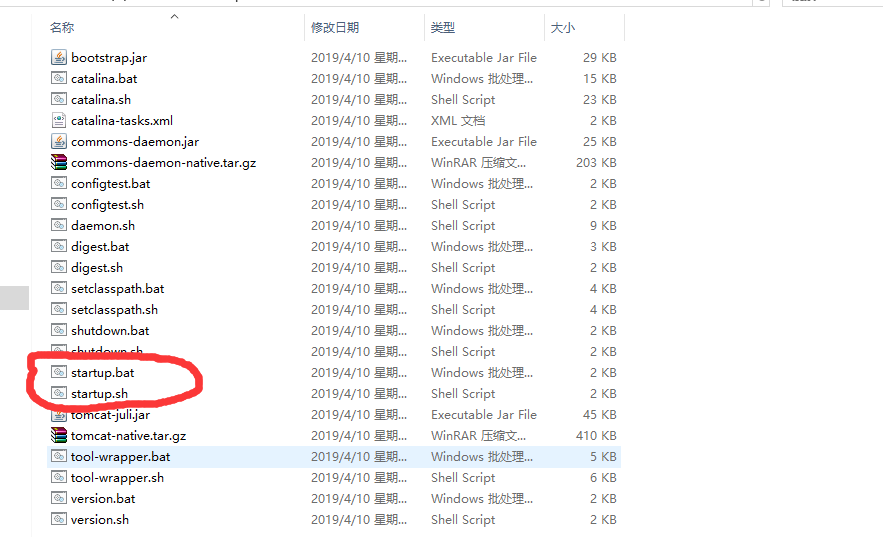 名称 修改日期 类型 大小
bootstrap.jar 2019/4/10 星期... Executable Jar File 29 KB
catalina.bat 2019/4/10 星期... Windows 批处理... 15 KB
catalina.sh 2019/4/10 星期... Shell Script 23 KB
catalina-tasks.xml 2019/4/10 星期... XML 文档 2 KB
commons-daemon.jar 2019/4/10 星期... Executable Jar File 25 KB
commons-daemon-native.tar.gz 2019/4/10 星期... WinRAR 压缩文... 203 KB
configtest.bat 2019/4/10 星期... Windows 批处理... 2 KB
configtest.sh 2019/4/10 星期... Shell Script 2 KB
daemon.sh 2019/4/10 星期... Shell Script 9 KB
digest.bat 2019/4/10 星期... Windows 批处理... 3 KB
digest.sh 2019/4/10 星期... Shell Script 2 KB
setclasspath.bat 2019/4/10 星期... Windows 批处理... 4 KB
setclasspath.sh 2019/4/10 星期... Shell Script 4 KB
shutdown.bat 2019/4/10 星期... Windows 批处理... 2 KB
shutdown.sh 2019/4/10 星期... Shell Script 2 KB
startup.bat 2019/4/10 星期... Windows 批处理... 2 KB
startup.sh 2019/4/10 星期... Shell Script 2 KB
tomcat-juli.jar 2019/4/10 星期... Executable Jar File 45 KB
tomcat-native.tar.gz 2019/4/10 星期... WinRAR 压缩文... 410 KB
tool-wrapper.bat 2019/4/10 星期... Windows 批处理... 5 KB
tool-wrapper.sh 2019/4/10 星期... Shell Script 6 KB
version.bat 2019/4/10 星期... Windows 批处理... 2 KB
version.sh 2019/4/10 星期... Shell Script 2 KB